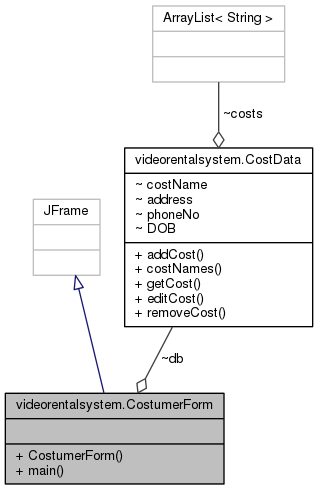 ArrayList< String >
~costs
videorentalsystem.CostData
~ costName
~ address
~ phoneNo
~ DOB
+ addCost()
+ costNames()
+ getCost()
+ editCost()
+ removeCost()
JFrame
~db
videorentalsystem.CostumerForm
+ CostumerForm()
+ main()